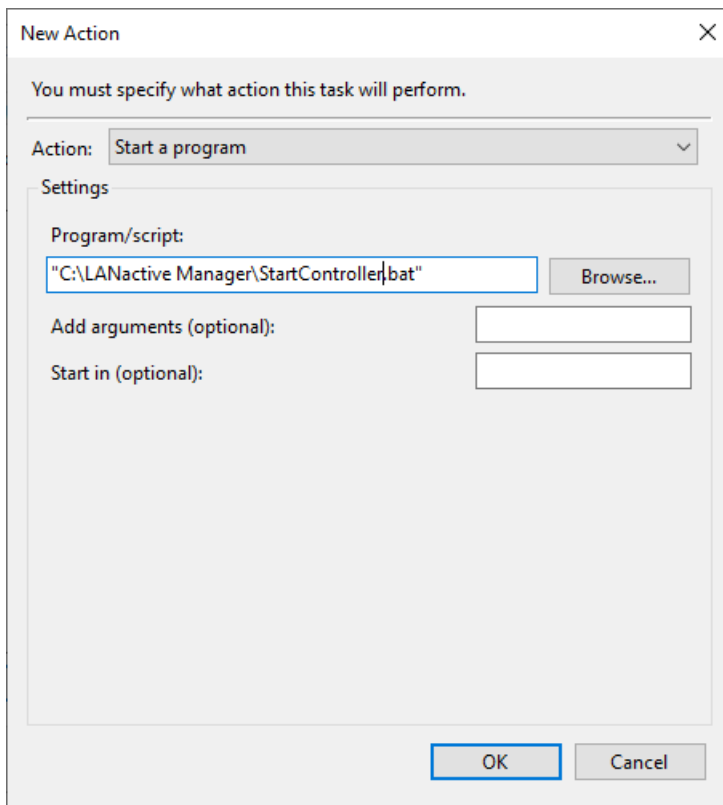 New Action
You must specify what action this task will perform.
Action: Start a program
Settings
Program/script:
"C:\LANactive Manager\StartController.bat" Browse...
Add arguments (optional):
Start in (optional):
OK Cancel